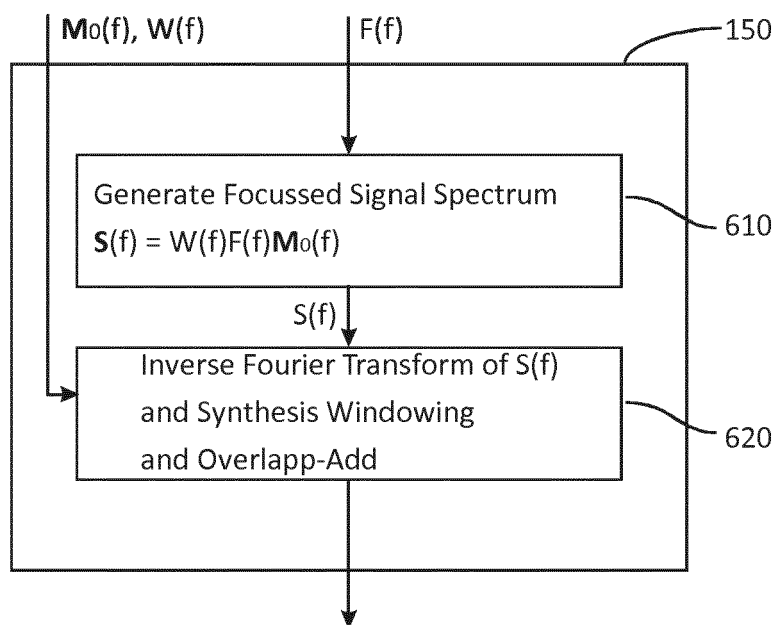 M0(f), W(f)
F(f)
150
Generate Focussed Signal Spectrum
S(f) = W(f)F(f)M0(f)
610
S(f)
Inverse Fourier Transform of S(f)
and Synthesis Windowing
and Overlapp-Add
620